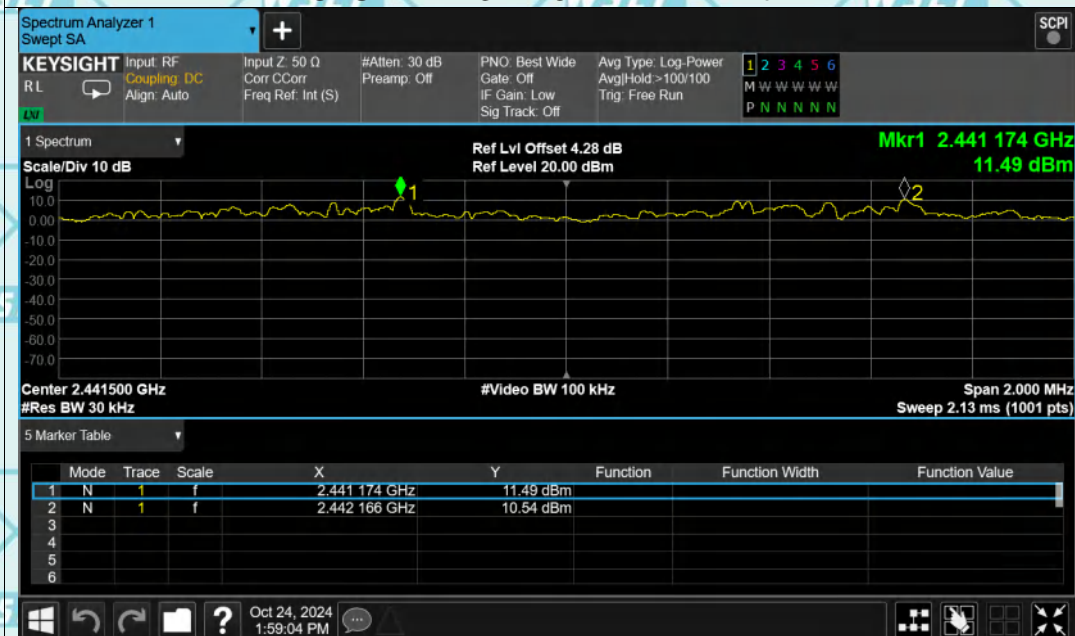 Spectrum Analyzer 1
Swept SA
+
SCPI
KEYSIGHT
RL
LXI
Input: RF
Coupling: DC
Align: Auto
Input Z: 50 Ω
Corr CCorr
Freq Ref: Int (S)
#Atten: 30 dB
Preamp: Off
PNO: Best Wide
Gate: Off
IF Gain: Low
Sig Track: Off
Avg Type: Log-Power
Avg|Hold:>100/100
Trig: Free Run
1 2 3 4 5 6
M W W W W W
P N N N N N
1 Spectrum
Scale/Div 10 dB
Ref Lvl Offset 4.28 dB
Ref Level 20.00 dBm
Mkr1 2.441 174 GHz
11.49 dBm
Log
10.0
0.00
-10.0
-20.0
-30.0
-40.0
-50.0
-60.0
-70.0
1
2
Center 2.441500 GHz
#Video BW 100 kHz
Span 2.000 MHz
#Res BW 30 kHz
Sweep 2.13 ms (1001 pts)
5 Marker Table
Mode Trace Scale X Y Function Function Width Function Value
1 N 1 f 2.441 174 GHz 11.49 dBm
2 N 1 f 2.442 166 GHz 10.54 dBm
3
4
5
6
?
Oct 24, 2024
1:59:04 PM